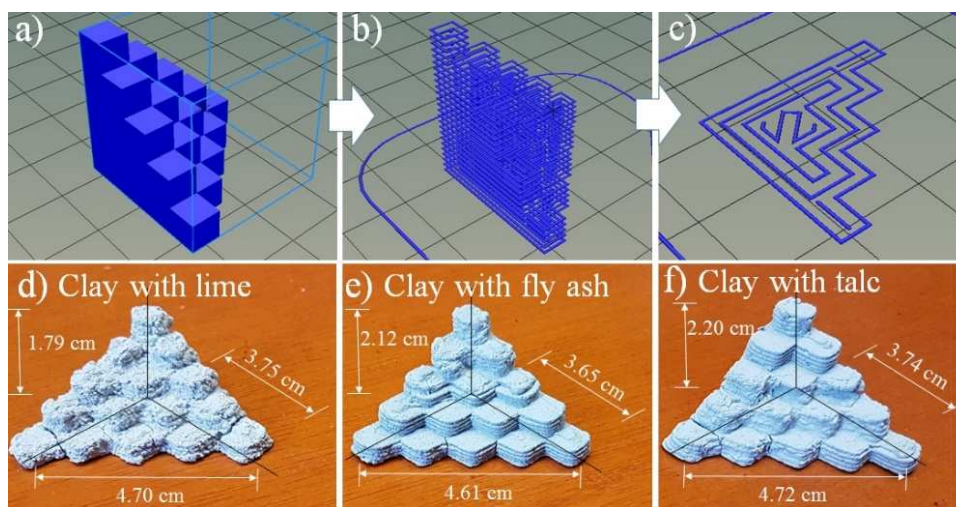 a)
b)
c)
d) Clay with lime
1.79 cm
3.75 cm
4.70 cm
e) Clay with fly ash
2.12 cm
3.65 cm
4.61 cm
f) Clay with talc
2.20 cm
3.74 cm
4.72 cm